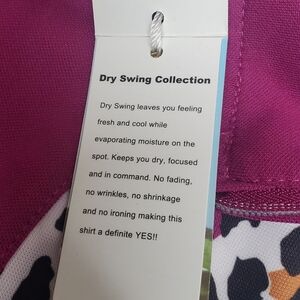 Dry Swing Collection
Dry Swing leaves you feeling
fresh and cool while
evaporating moisture on the
spot. Keeps you dry, focused
and in command. No fading,
no wrinkles, no shrinkage
and no ironing making this
shirt a definite YES!!